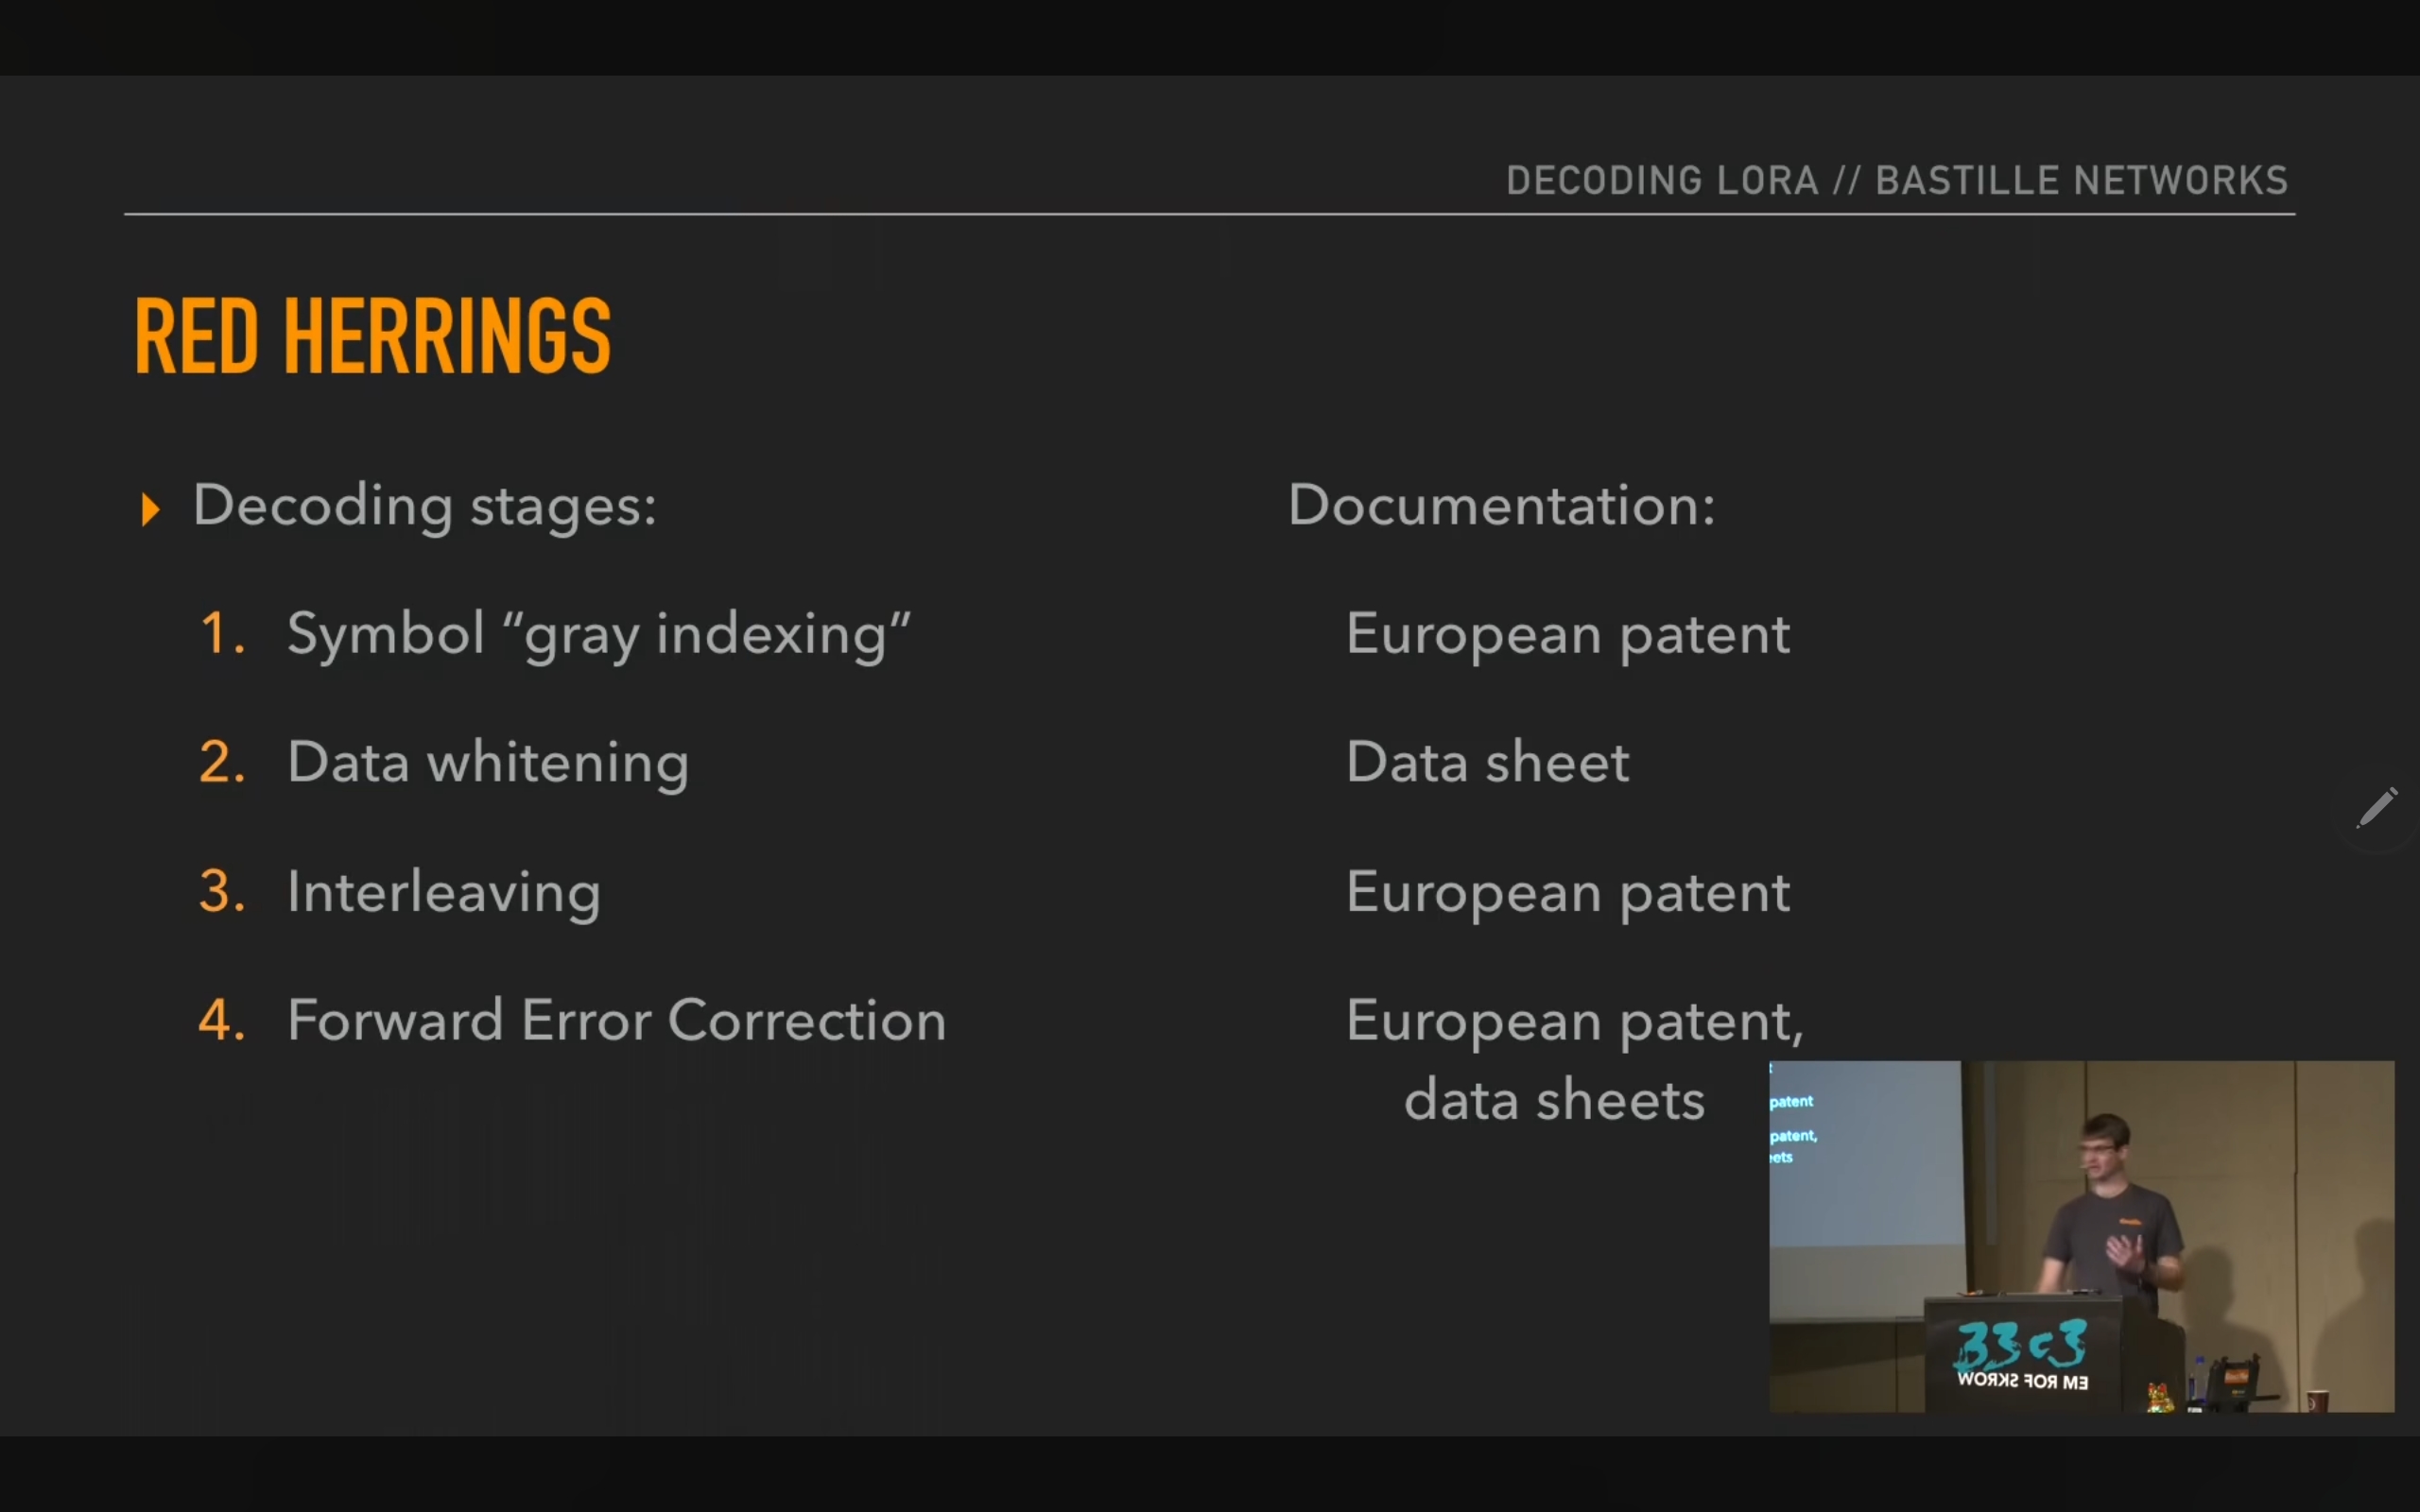 DECODING LORA // BASTILLE NETWORKS
RED HERRINGS
Decoding stages:
1. Symbol “gray indexing”
2. Data whitening
3. Interleaving
4. Forward Error Correction
Documentation:
European patent
Data sheet
European patent
European patent,
data sheets
patent
patent,
eets
33c3
WORKS FOR ME